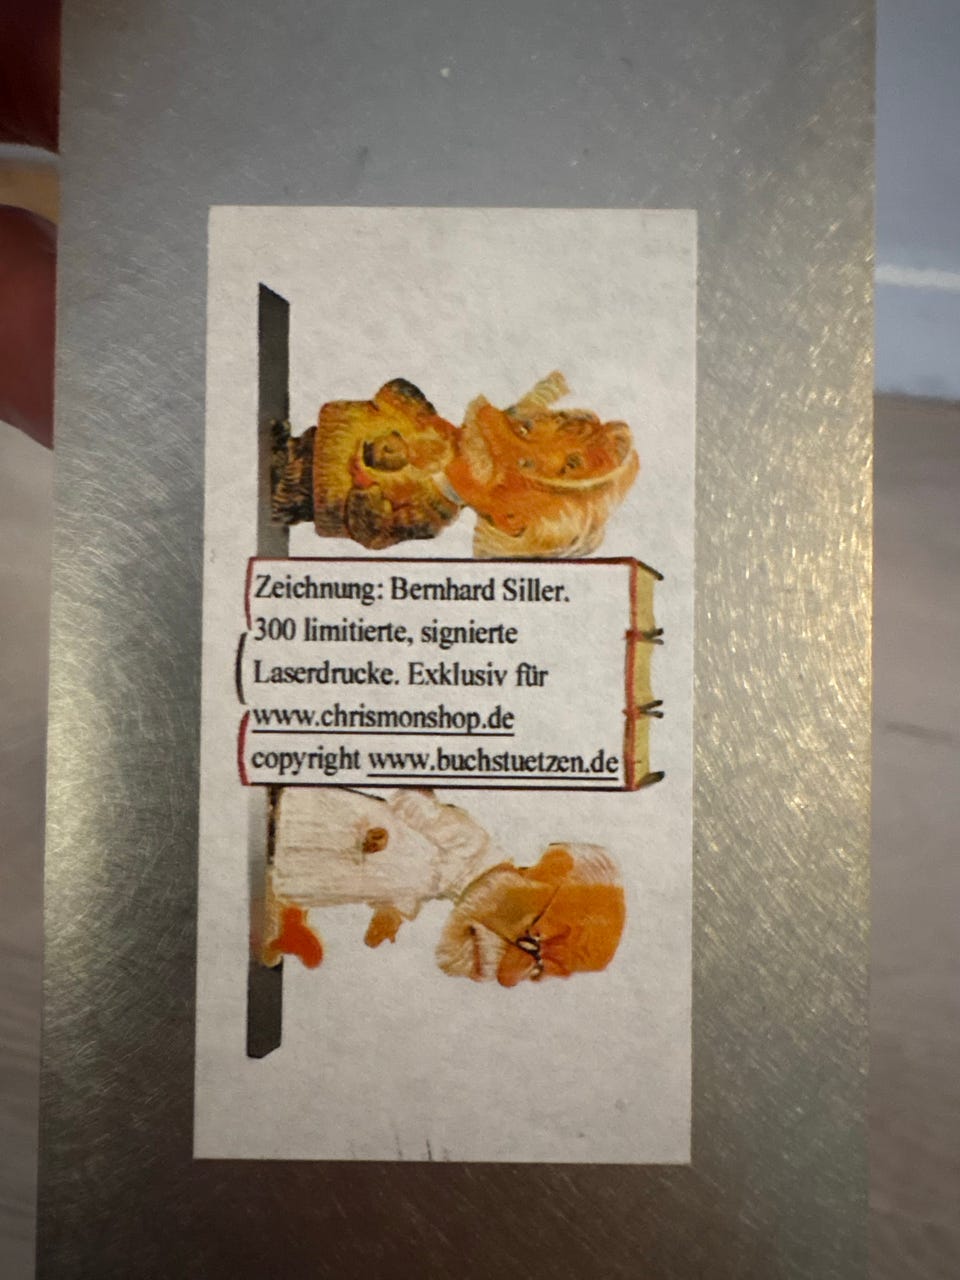 Zeichnung: Bernhard Siller.
300 limitierte, signierte
Laserdrucke. Exklusiv für
www.chrismonshop.de
copyright www.buchstuetzen.de